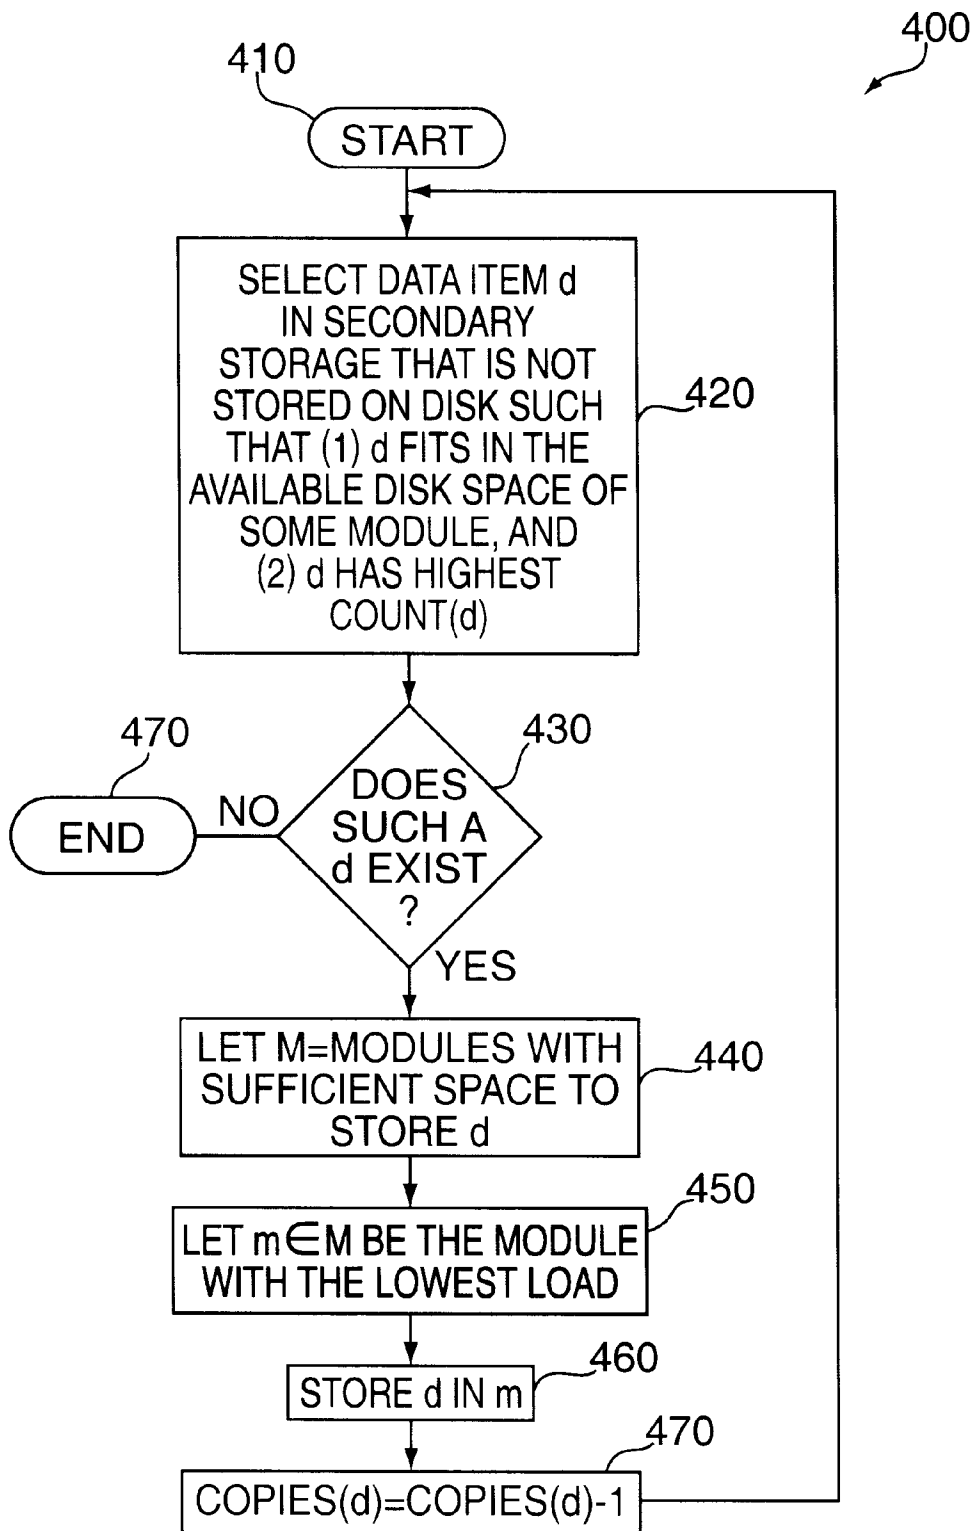 400
410
START
SELECT DATA ITEM d
IN SECONDARY
STORAGE THAT IS NOT
STORED ON DISK SUCH
THAT (1) d FITS IN THE
AVAILABLE DISK SPACE OF
SOME MODULE, AND
(2) d HAS HIGHEST
COUNT(d)
420
470
END
NO
430
DOES
SUCH A
d EXIST
?
YES
LET M=MODULES WITH
SUFFICIENT SPACE TO
STORE d
440
450
LET m∈M BE THE MODULE
WITH THE LOWEST LOAD
460
STORE d IN m
470
COPIES(d)=COPIES(d)-1